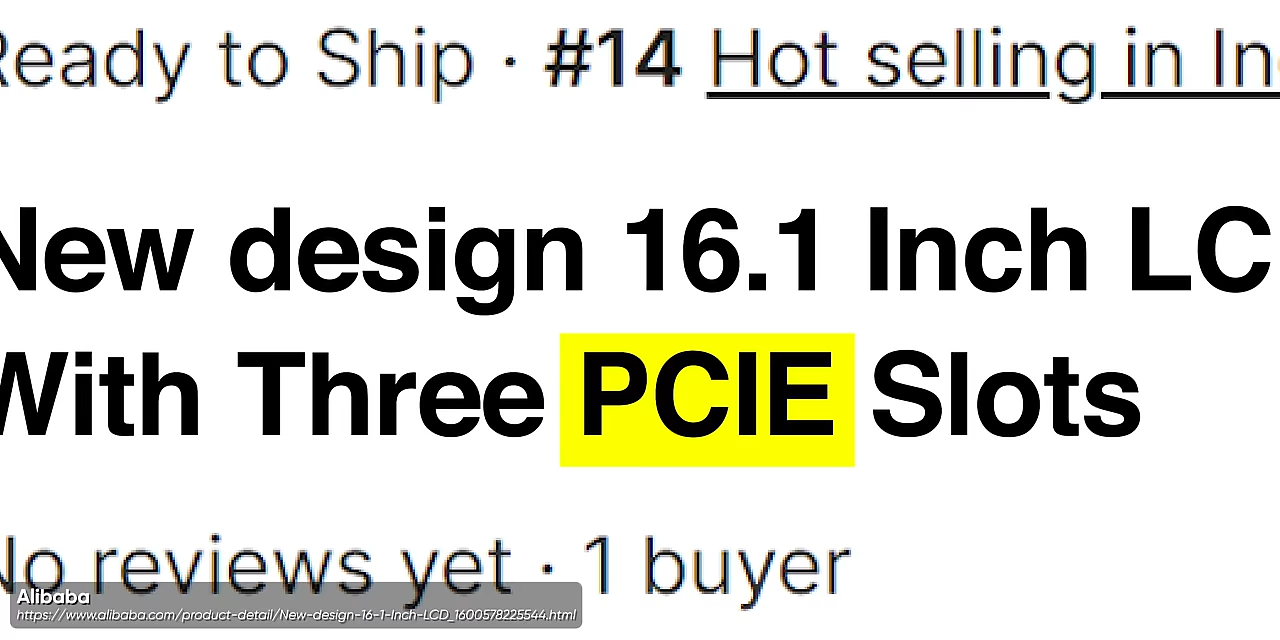 Ready to Ship · #14 Hot selling in In
New design 16.1 Inch LC
With Three PCIE Slots
No reviews yet · 1 buyer
Alibaba
https://www.alibaba.com/product-detail/New-design-16-1-Inch-LCD_1600578225544.html